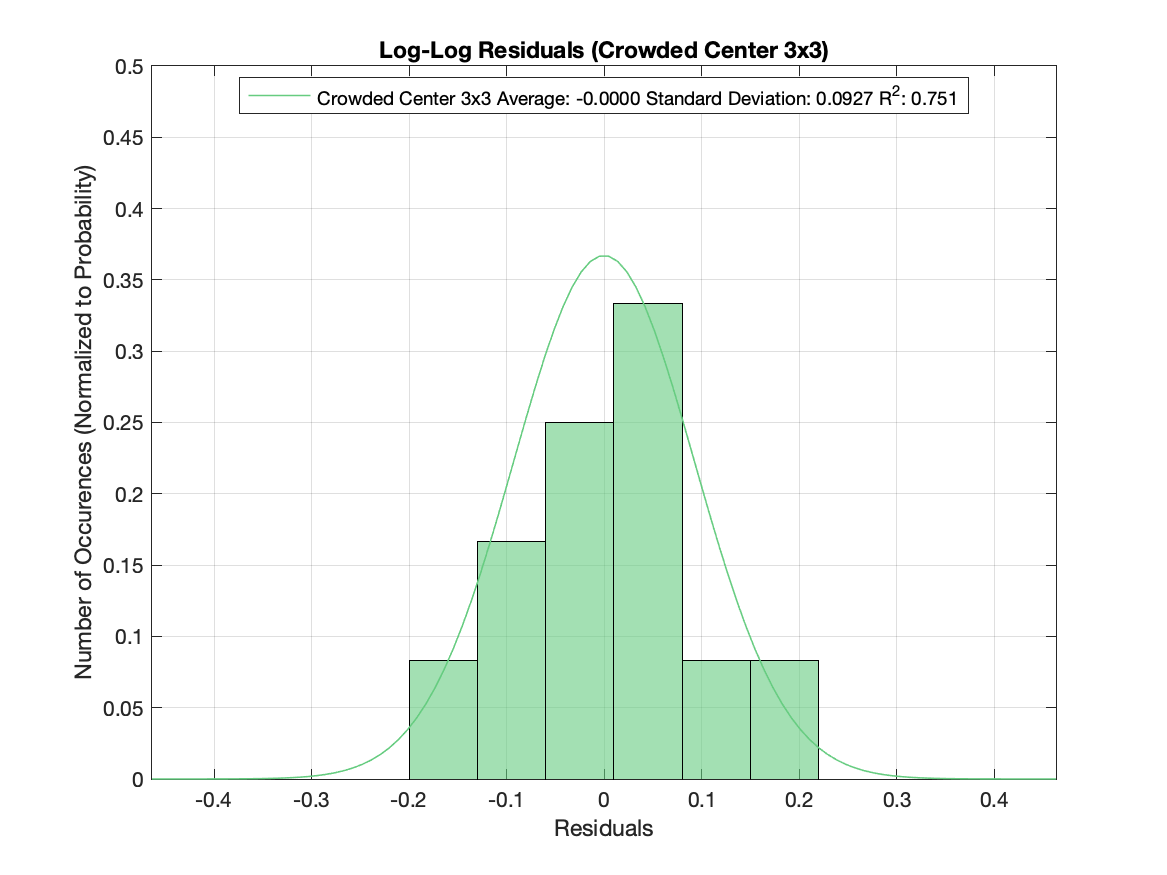 Log-Log Residuals (Crowded Center 3x3)
Crowded Center 3x3 Average: -0.0000 Standard Deviation: 0.0927 R²: 0.751
Number of Occurences (Normalized to Probability)
0.5
0.45
0.4
0.35
0.3
0.25
0.2
0.15
0.1
0.05
0
-0.4 -0.3 -0.2 -0.1 0 0.1 0.2 0.3 0.4
Residuals